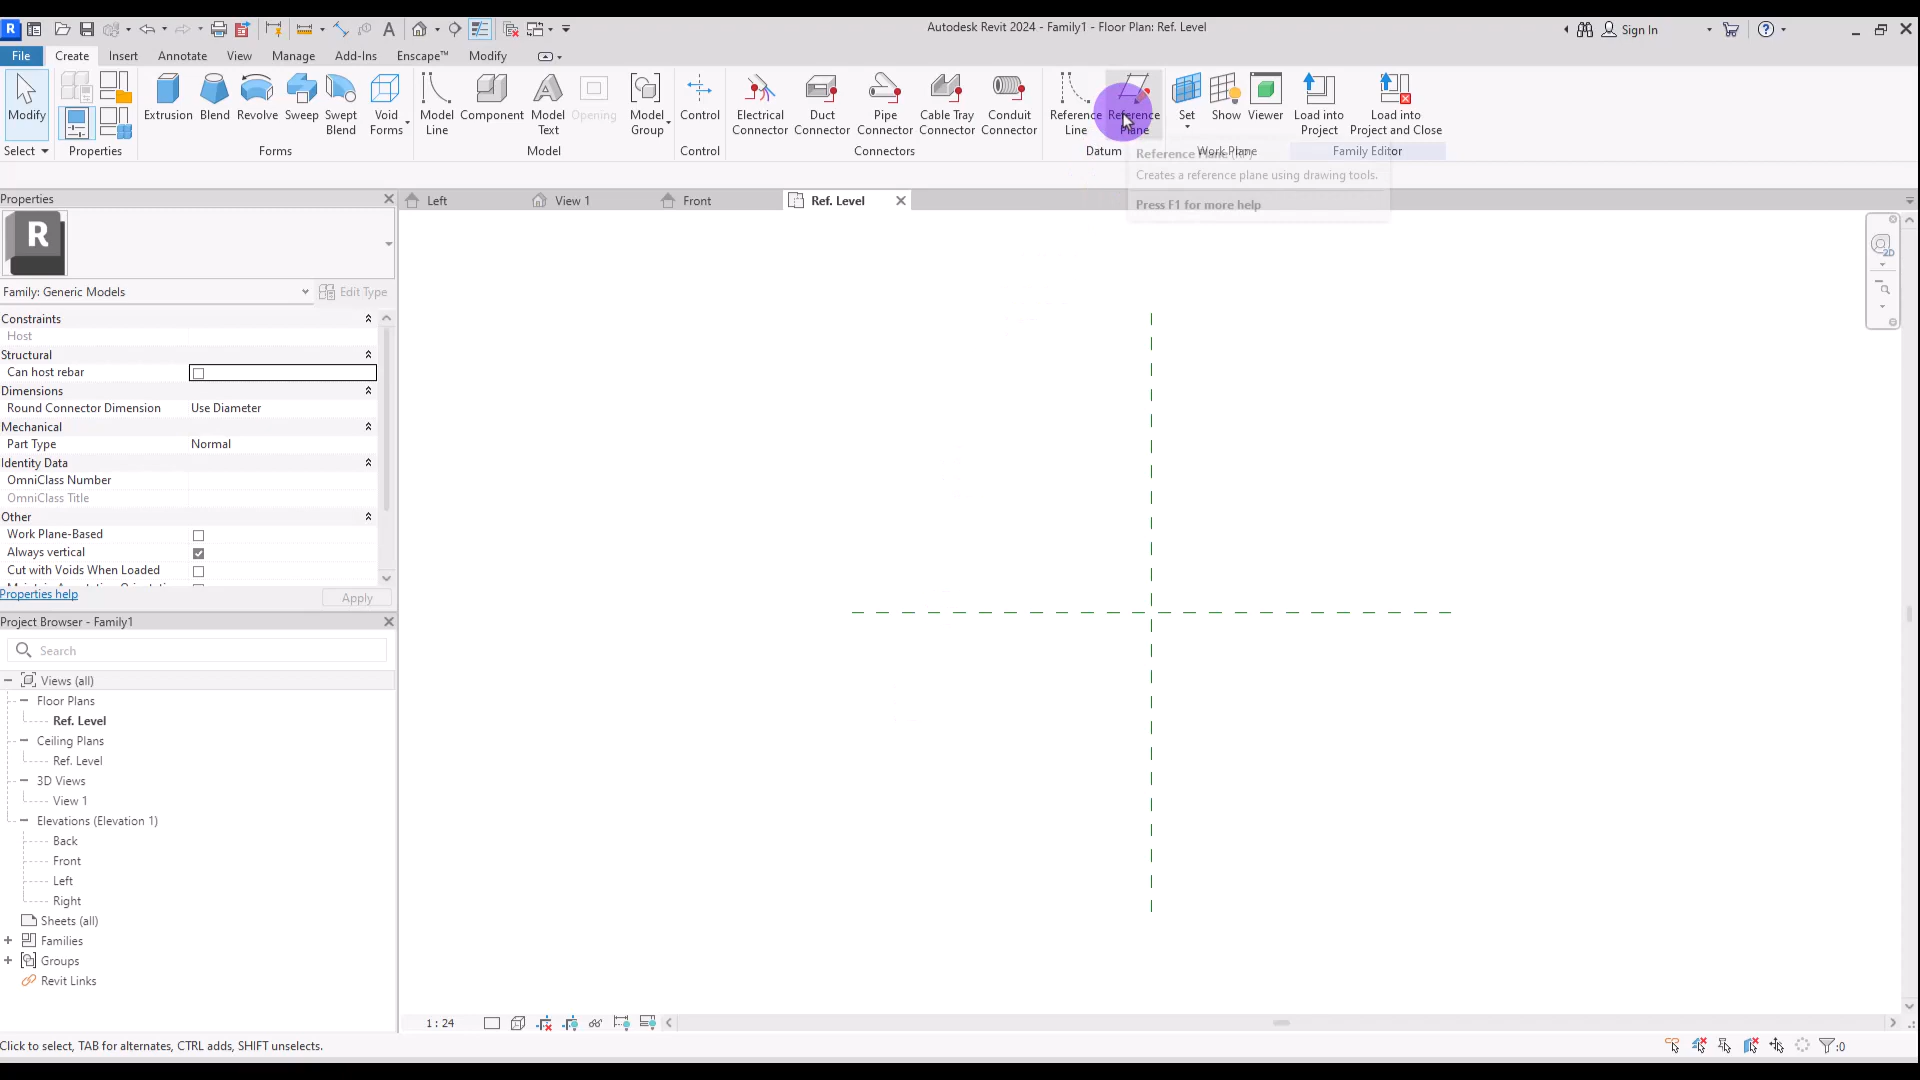 Autodesk Revit 2024 - Family1 - Floor Plan: Ref. Level
Sign In
File Create Insert Annotate View Manage Add-Ins Enscape™ Modify
Modify
Extrusion Blend Revolve Sweep Swept Blend Void Forms
Model Line Component Model Text Opening Model Group
Control
Electrical Connector Duct Connector Pipe Connector Cable Tray Connector Conduit Connector
Reference Line Reference Plane
Set Show Viewer
Load into Project Load into Project and Close
Select Properties Forms Model Control Connectors Datum Work Plane Family Editor
Creates a reference plane using drawing tools.
Press F1 for more help
Properties
Left View 1 Front Ref. Level
R
Family: Generic Models Edit Type
Constraints
Host
Structural
Can host rebar
Dimensions
Round Connector Dimension Use Diameter
Mechanical
Part Type Normal
Identity Data
OmniClass Number
OmniClass Title
Other
Work Plane-Based
Always vertical
Cut with Voids When Loaded
Properties help Apply
Project Browser - Family1
Search
Views (all)
Floor Plans
Ref. Level
Ceiling Plans
Ref. Level
3D Views
View 1
Elevations (Elevation 1)
Back
Front
Left
Right
Sheets (all)
Families
Groups
Revit Links
1 : 24
2D
Click to select, TAB for alternates, CTRL adds, SHIFT unselects.
:0